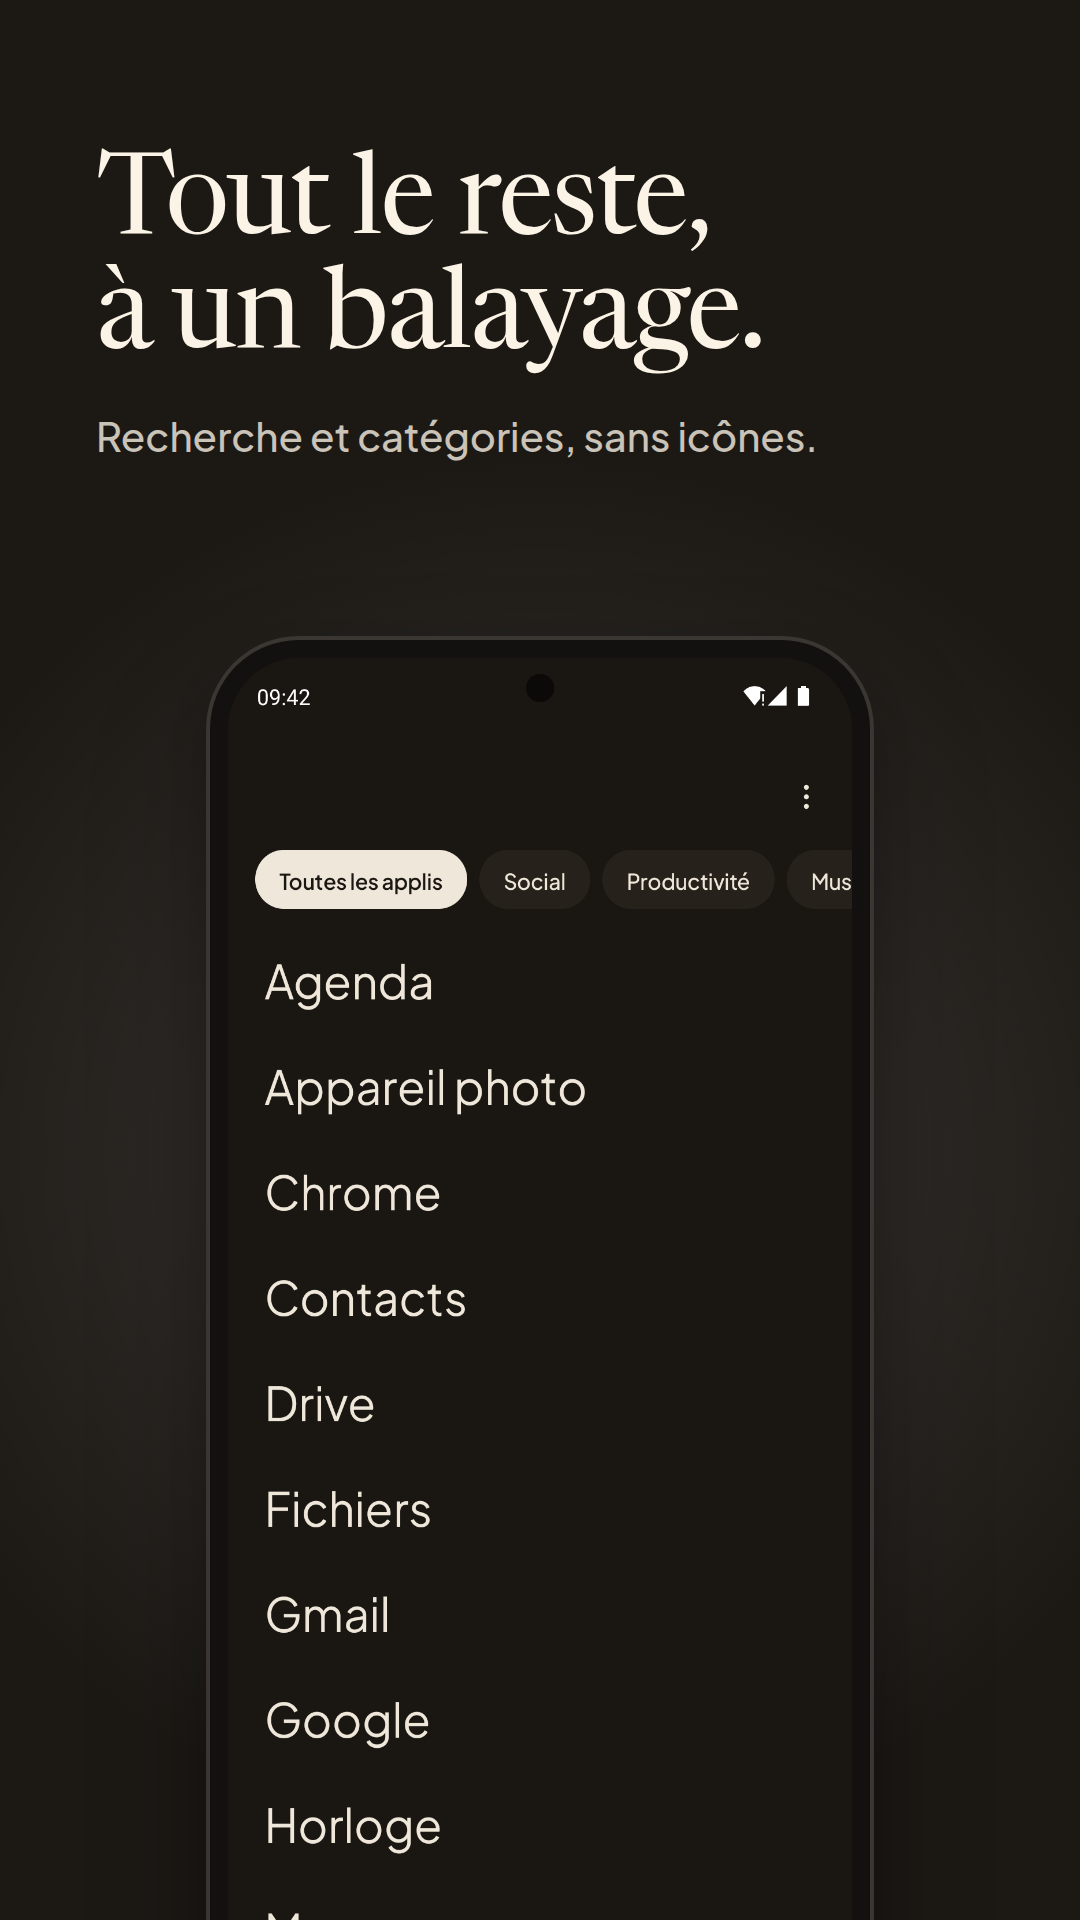 Tout le reste,
à un balayage.
Recherche et catégories, sans icônes.
09:42
Toutes les applis
Social
Productivité
Mus
Agenda
Appareil photo
Chrome
Contacts
Drive
Fichiers
Gmail
Google
Horloge